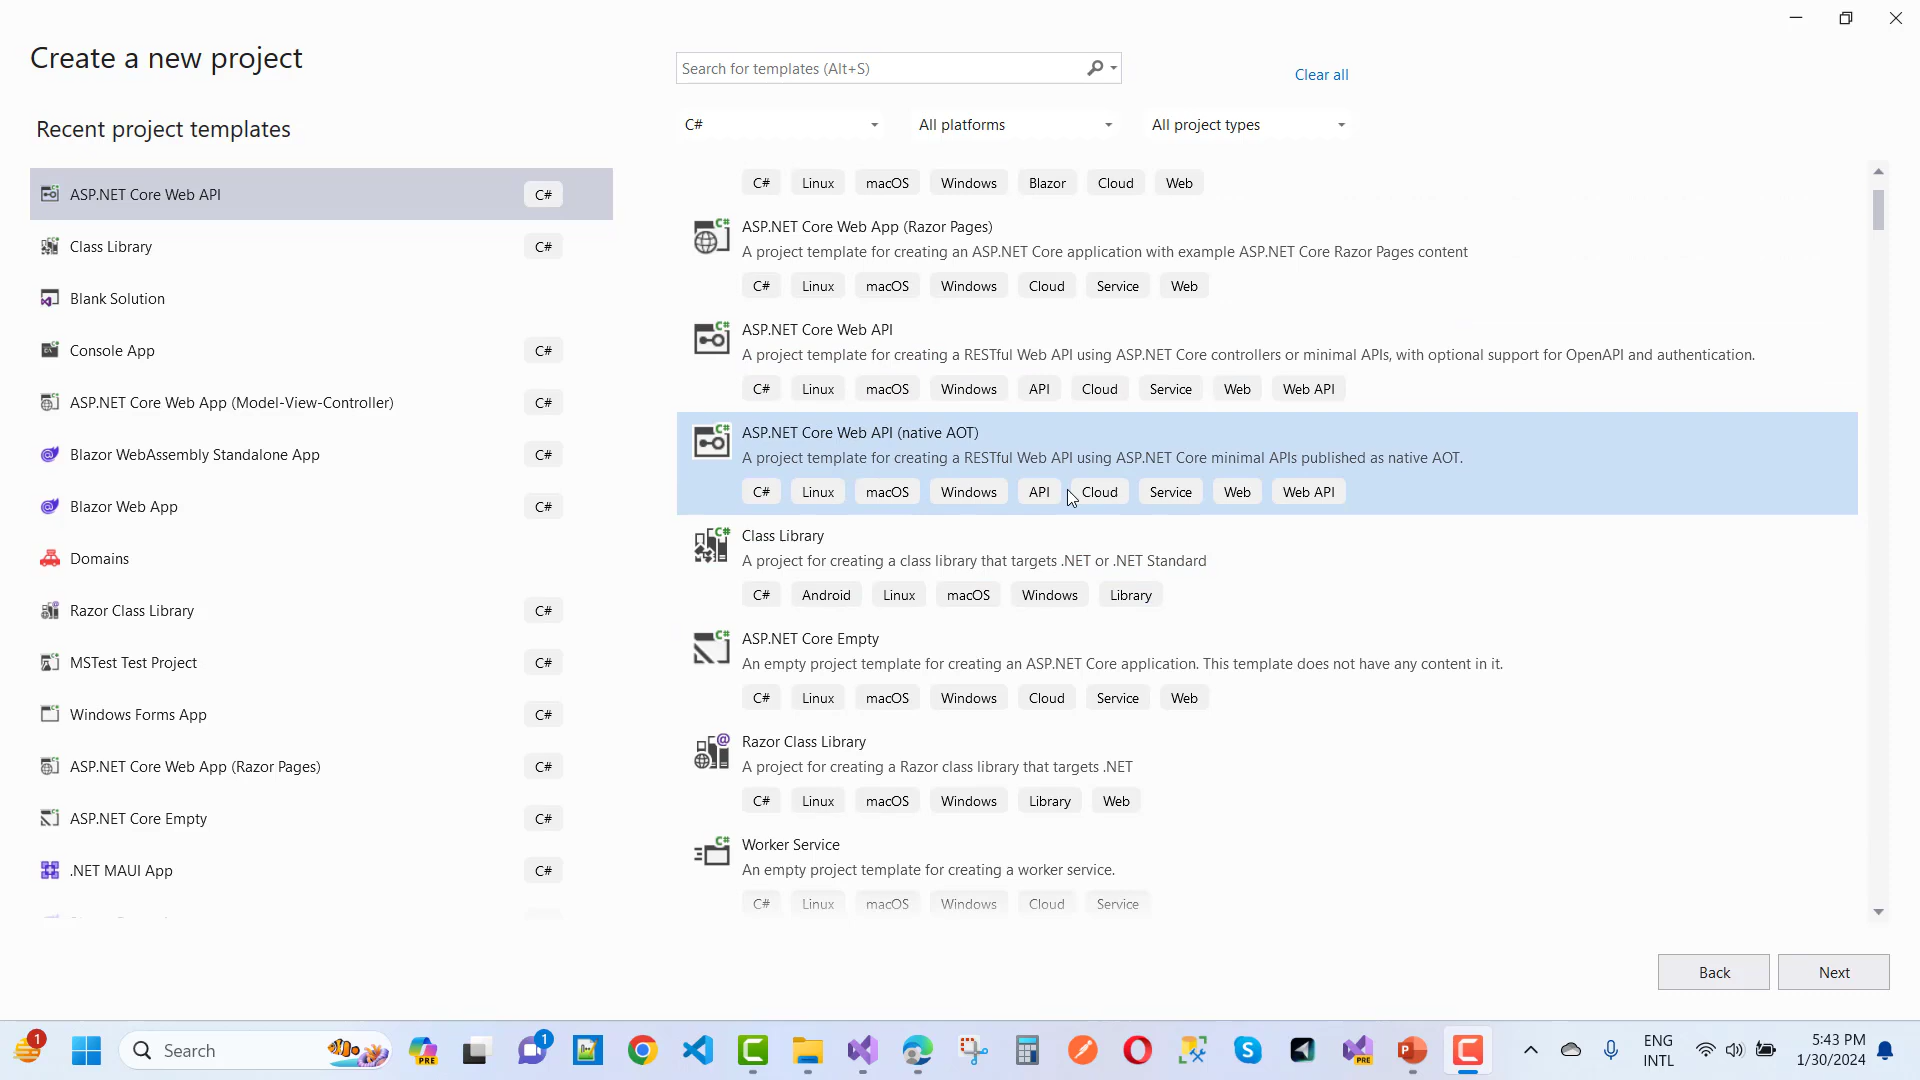 Create a new project
Search for templates (Alt+S)
Clear all
Recent project templates
C#
All platforms
All project types
ASP.NET Core Web API C#
Class Library C#
Blank Solution
Console App C#
ASP.NET Core Web App (Model-View-Controller) C#
Blazor WebAssembly Standalone App C#
Blazor Web App C#
Domains
Razor Class Library C#
MSTest Test Project C#
Windows Forms App C#
ASP.NET Core Web App (Razor Pages) C#
ASP.NET Core Empty C#
.NET MAUI App C#
C# Linux macOS Windows Blazor Cloud Web
ASP.NET Core Web App (Razor Pages)
A project template for creating an ASP.NET Core application with example ASP.NET Core Razor Pages content
C# Linux macOS Windows Cloud Service Web
ASP.NET Core Web API
A project template for creating a RESTful Web API using ASP.NET Core controllers or minimal APIs, with optional support for OpenAPI and authentication.
C# Linux macOS Windows API Cloud Service Web Web API
ASP.NET Core Web API (native AOT)
A project template for creating a RESTful Web API using ASP.NET Core minimal APIs published as native AOT.
C# Linux macOS Windows API Cloud Service Web Web API
Class Library
A project for creating a class library that targets .NET or .NET Standard
C# Android Linux macOS Windows Library
ASP.NET Core Empty
An empty project template for creating an ASP.NET Core application. This template does not have any content in it.
C# Linux macOS Windows Cloud Service Web
Razor Class Library
A project for creating a Razor class library that targets .NET
C# Linux macOS Windows Library Web
Worker Service
An empty project template for creating a worker service.
C# Linux macOS Windows Cloud Service
Back
Next
1
Search
PRE
1
PRE
ENG
INTL
5:43 PM
1/30/2024